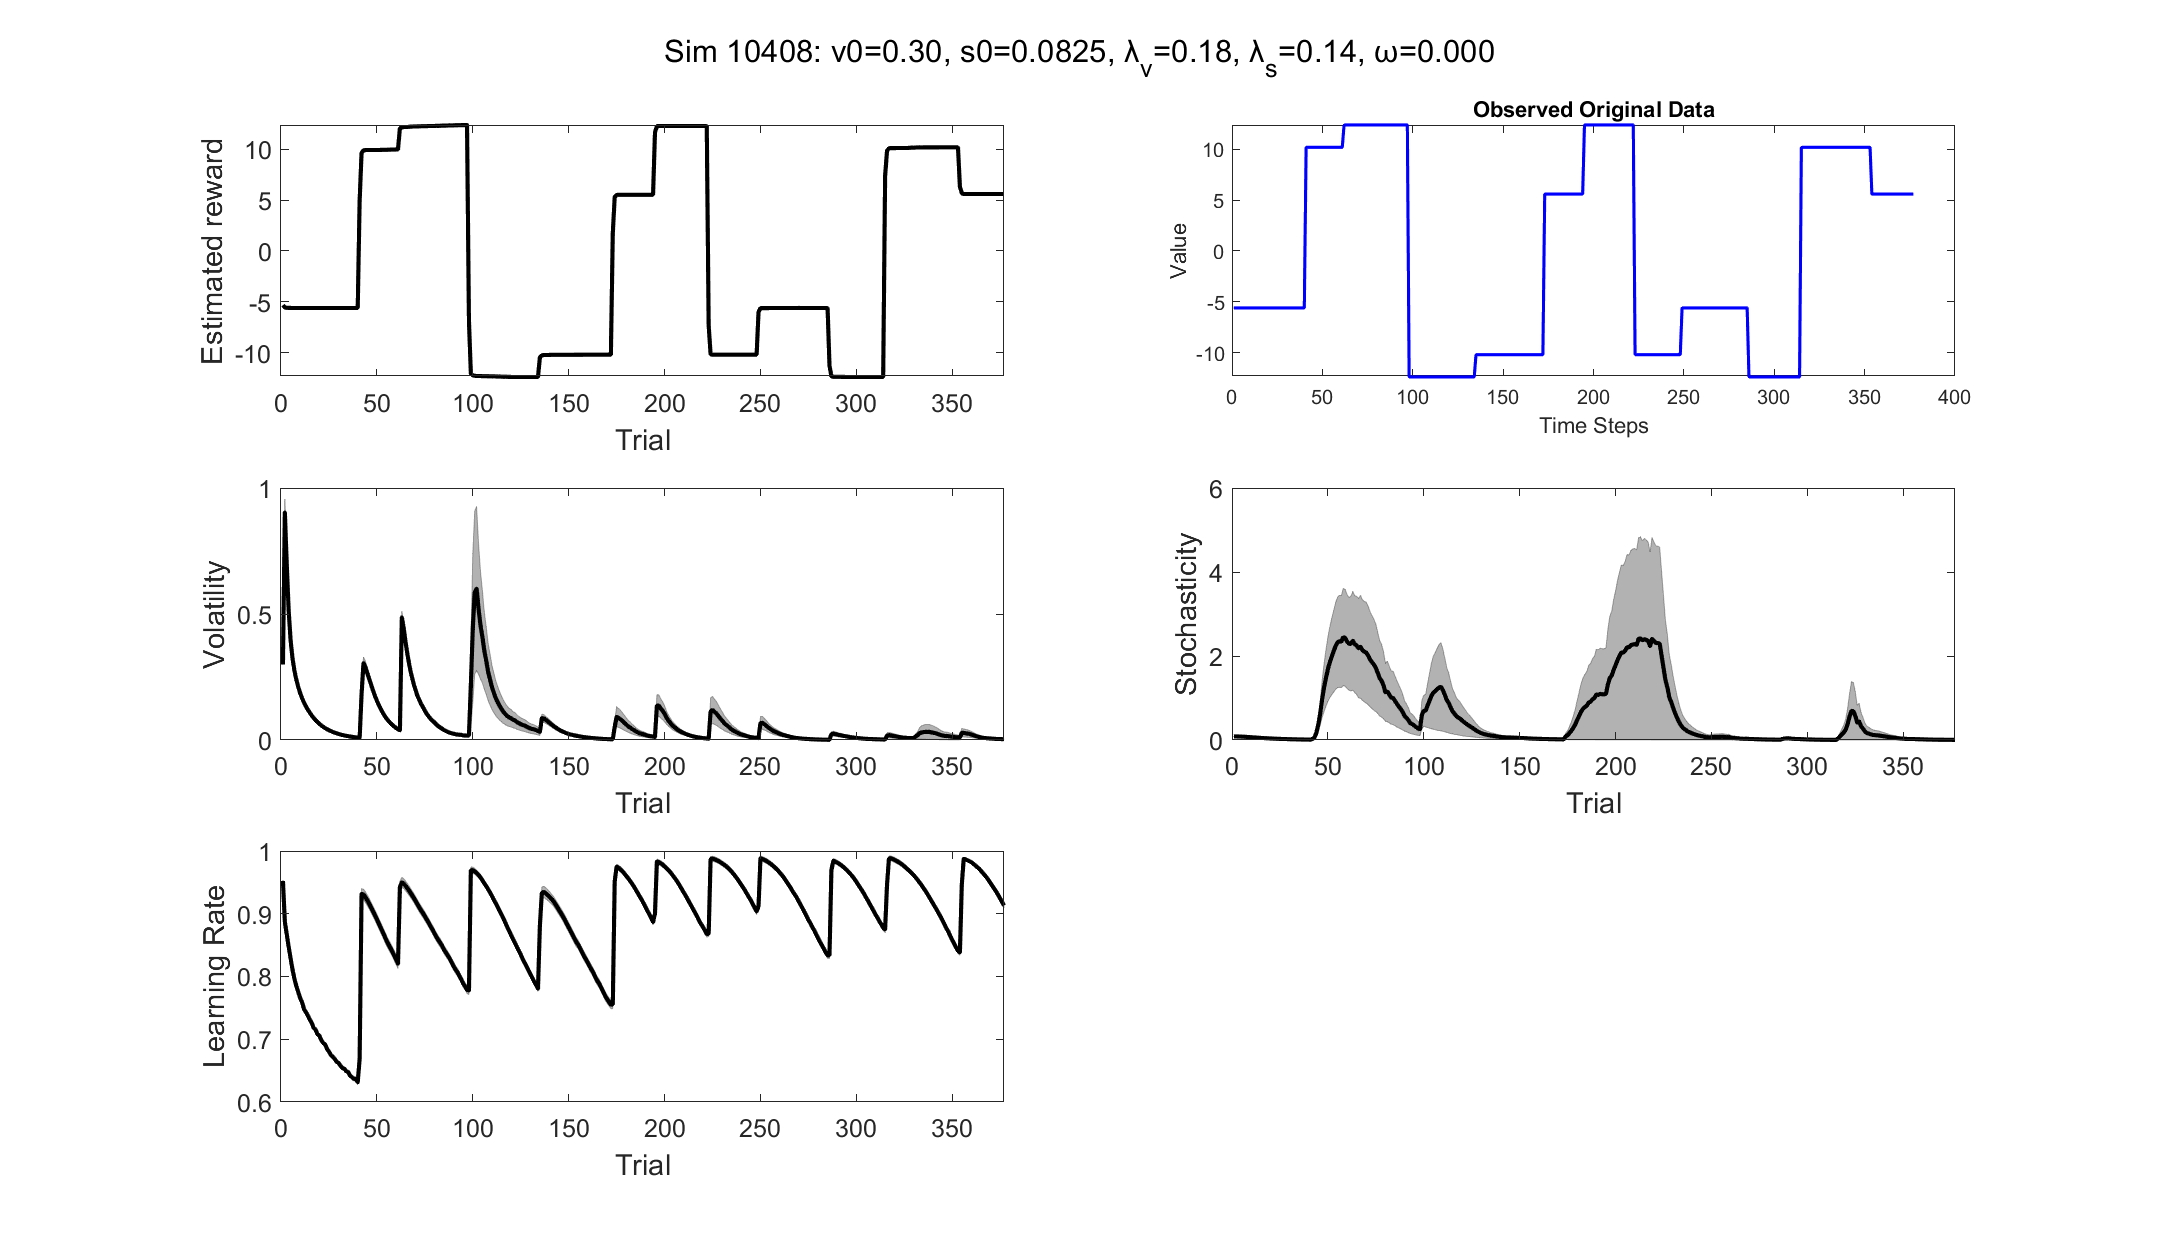 Sim 10408: v0=0.30, s0=0.0825, λv=0.18, λs=0.14, ω=0.000
Estimated reward
10
5
0
-5
-10
0 50 100 150 200 250 300 350
Trial
Observed Original Data
Value
10
5
0
-5
-10
0 50 100 150 200 250 300 350 400
Time Steps
Volatility
1
0.5
0
0 50 100 150 200 250 300 350
Trial
Stochasticity
6
4
2
0
0 50 100 150 200 250 300 350
Trial
Learning Rate
1
0.9
0.8
0.7
0.6
0 50 100 150 200 250 300 350
Trial